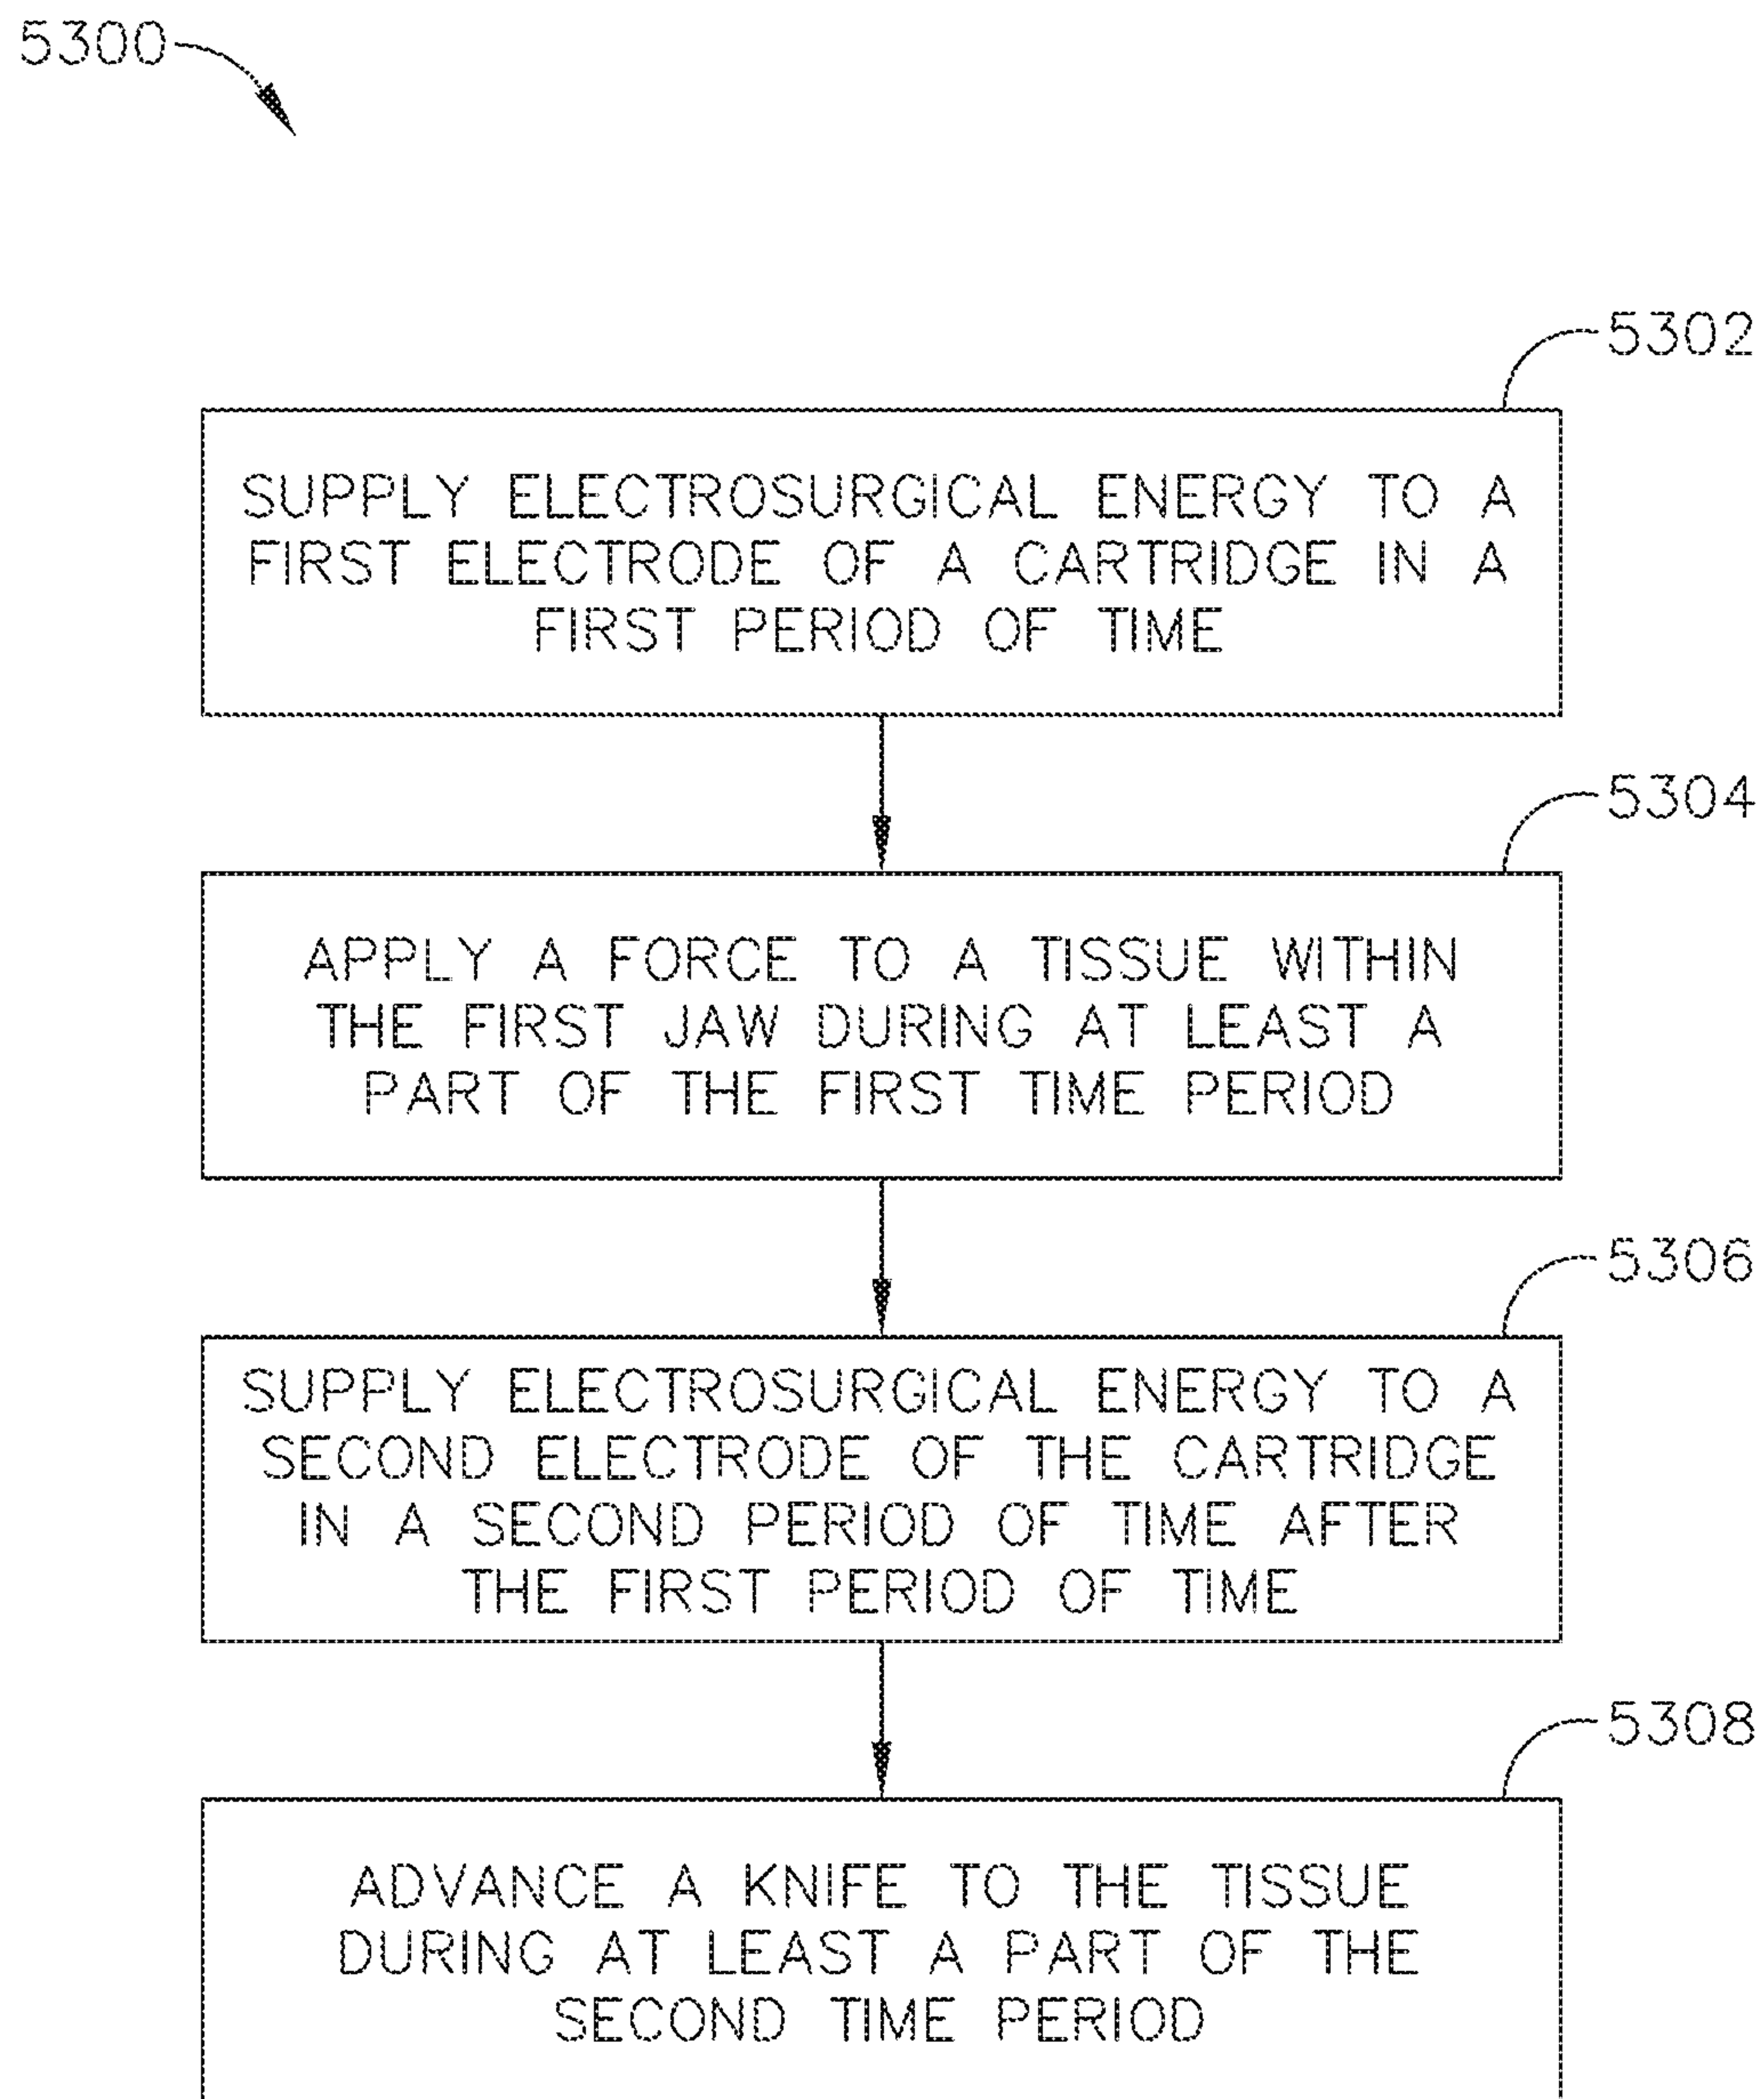 5300
5302
SUPPLY ELECTROSURGICAL ENERGY TO A
FIRST ELECTRODE OF A CARTRIDGE IN A
FIRST PERIOD OF TIME
5304
APPLY A FORCE TO A TISSUE WITHIN
THE FIRST JAW DURING AT LEAST A
PART OF THE FIRST TIME PERIOD
5306
SUPPLY ELECTROSURGICAL ENERGY TO A
SECOND ELECTRODE OF THE CARTRIDGE
IN A SECOND PERIOD OF TIME AFTER
THE FIRST PERIOD OF TIME
5308
ADVANCE A KNIFE TO THE TISSUE
DURING AT LEAST A PART OF THE
SECOND TIME PERIOD